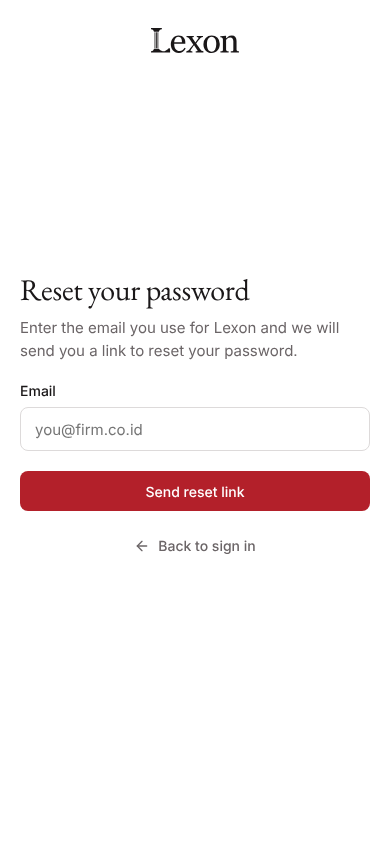 Lexon
Reset your password
Enter the email you use for Lexon and we will
send you a link to reset your password.
Email
you@firm.co.id
Send reset link
Back to sign in